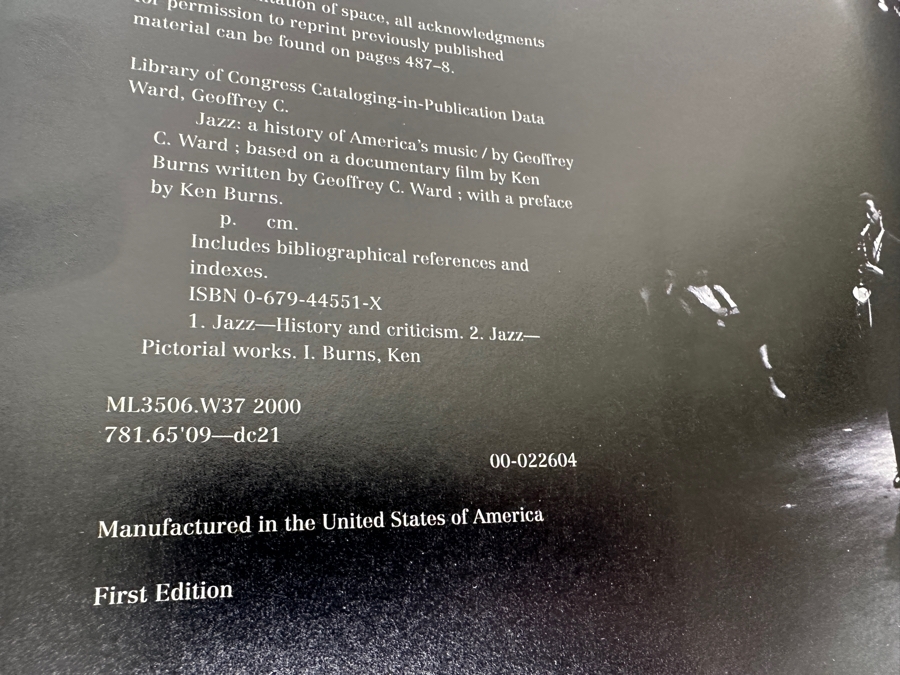 of space, all acknowledgments
for permission to reprint previously published
material can be found on pages 487–8.
Library of Congress Cataloging-in-Publication Data
Ward, Geoffrey C.
Jazz: a history of America's music / by Geoffrey
C. Ward ; based on a documentary film by Ken
Burns written by Geoffrey C. Ward ; with a preface
by Ken Burns.
p. cm.
Includes bibliographical references and
indexes.
ISBN 0-679-44551-X
1. Jazz—History and criticism. 2. Jazz—
Pictorial works. I. Burns, Ken
ML3506.W37 2000
781.65'09—dc21
00-022604
Manufactured in the United States of America
First Edition